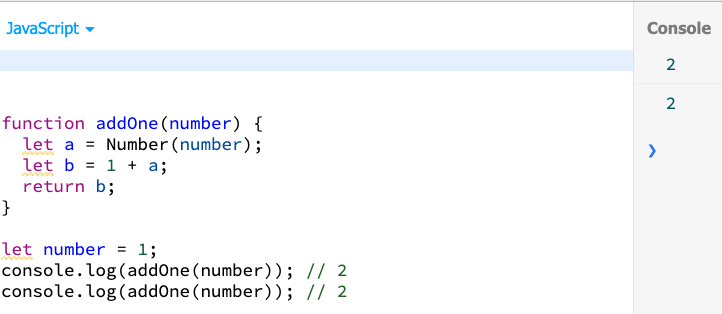 JavaScript
Console
2
2
function addOne(number) {
  let a = Number(number);
  let b = 1 + a;
  return b;
}
let number = 1;
console.log(addOne(number)); // 2
console.log(addOne(number)); // 2